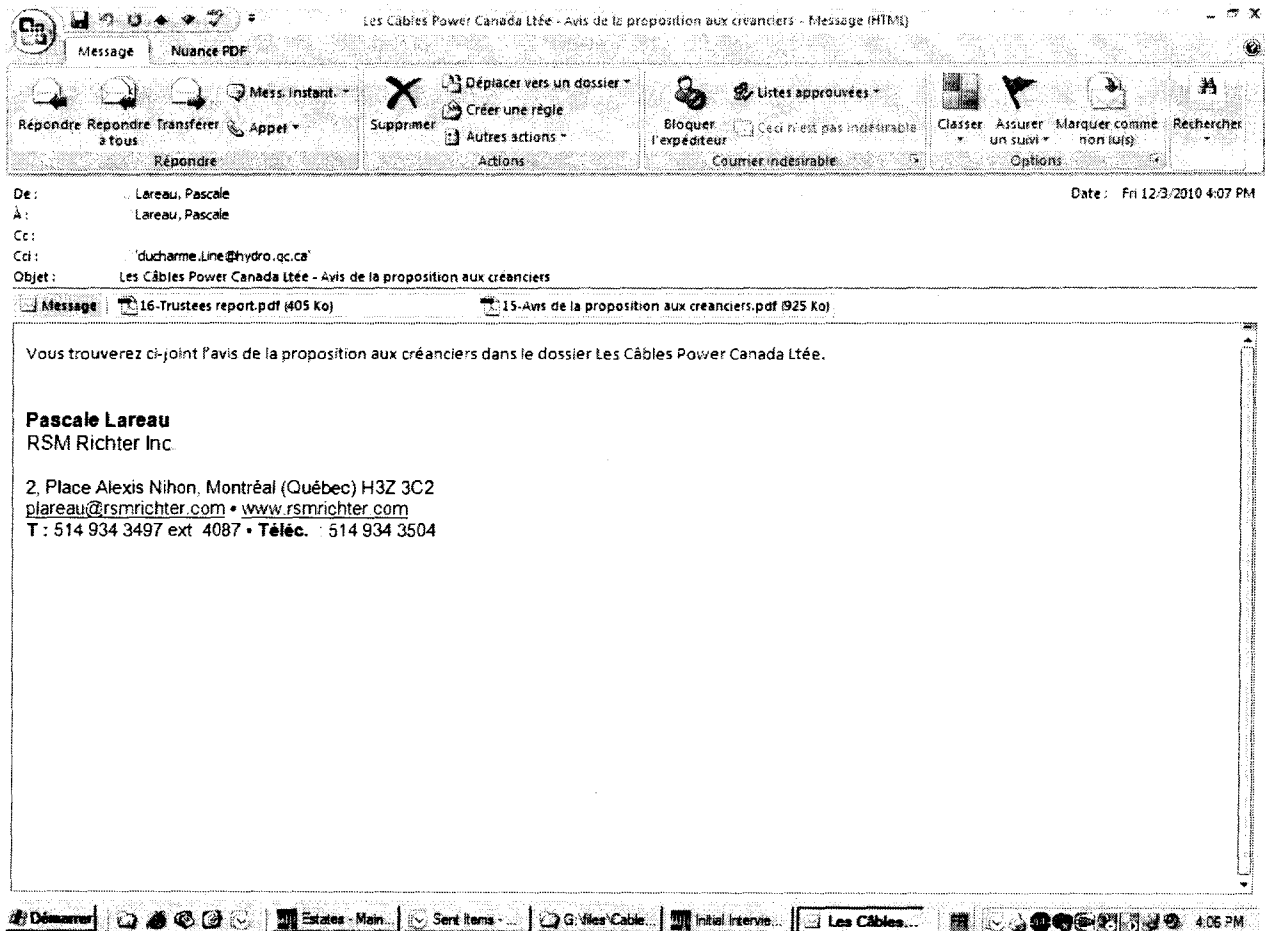 Les Câbles Power Canada Ltée - Avis de la proposition aux créanciers - Message (HTML)
Message Nuance PDF
Répondre Répondre à tous Transférer Mess. instant. Appel
Répondre
Supprimer Déplacer vers un dossier Créer une règle Autres actions
Actions
Bloquer l'expéditeur Listes approuvées Ceci n'est pas indésirable
Courrier indésirable
Classer Assurer un suivi Marquer comme non lu(s)
Options
Rechercher
De : Lareau, Pascale Date : Fri 12/3/2010 4:07 PM
À : Lareau, Pascale
Cc :
Cci : 'ducharme.Line@hydro.qc.ca'
Objet : Les Câbles Power Canada Ltée - Avis de la proposition aux créanciers
Message 16-Trustees report.pdf (405 Ko) 15-Avis de la proposition aux creanciers.pdf (925 Ko)
Vous trouverez ci-joint l'avis de la proposition aux créanciers dans le dossier Les Câbles Power Canada Ltée.
Pascale Lareau
RSM Richter Inc.
2, Place Alexis Nihon, Montréal (Québec) H3Z 3C2
plareau@rsmrichter.com • www.rsmrichter.com
T : 514 934 3497 ext 4087 • Téléc. : 514 934 3504
Démarrer Estates - Main... Sent Items - ... G:\files\Cable... Initial Intervie... Les Câbles... 4:06 PM